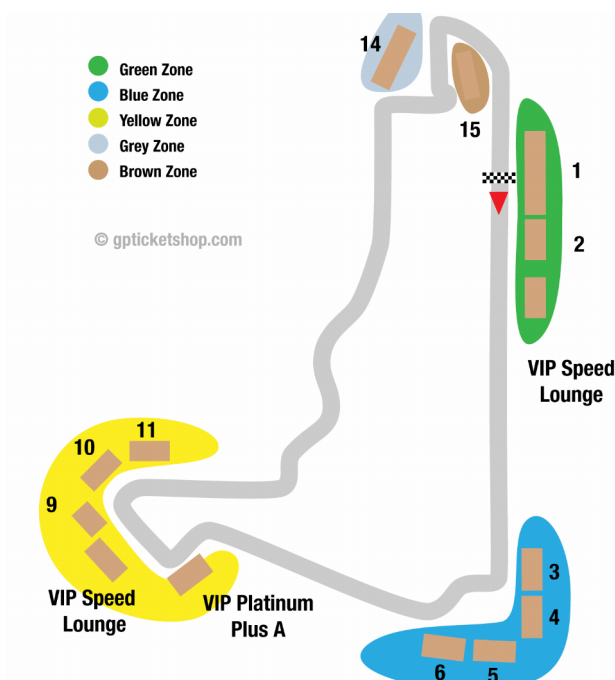 14
15
Green Zone
Blue Zone
Yellow Zone
Grey Zone
Brown Zone
1
© gpticketshop.com
2
VIP Speed
Lounge
11
10
9
3
VIP Speed
Lounge
VIP Platinum
Plus A
4
6
5